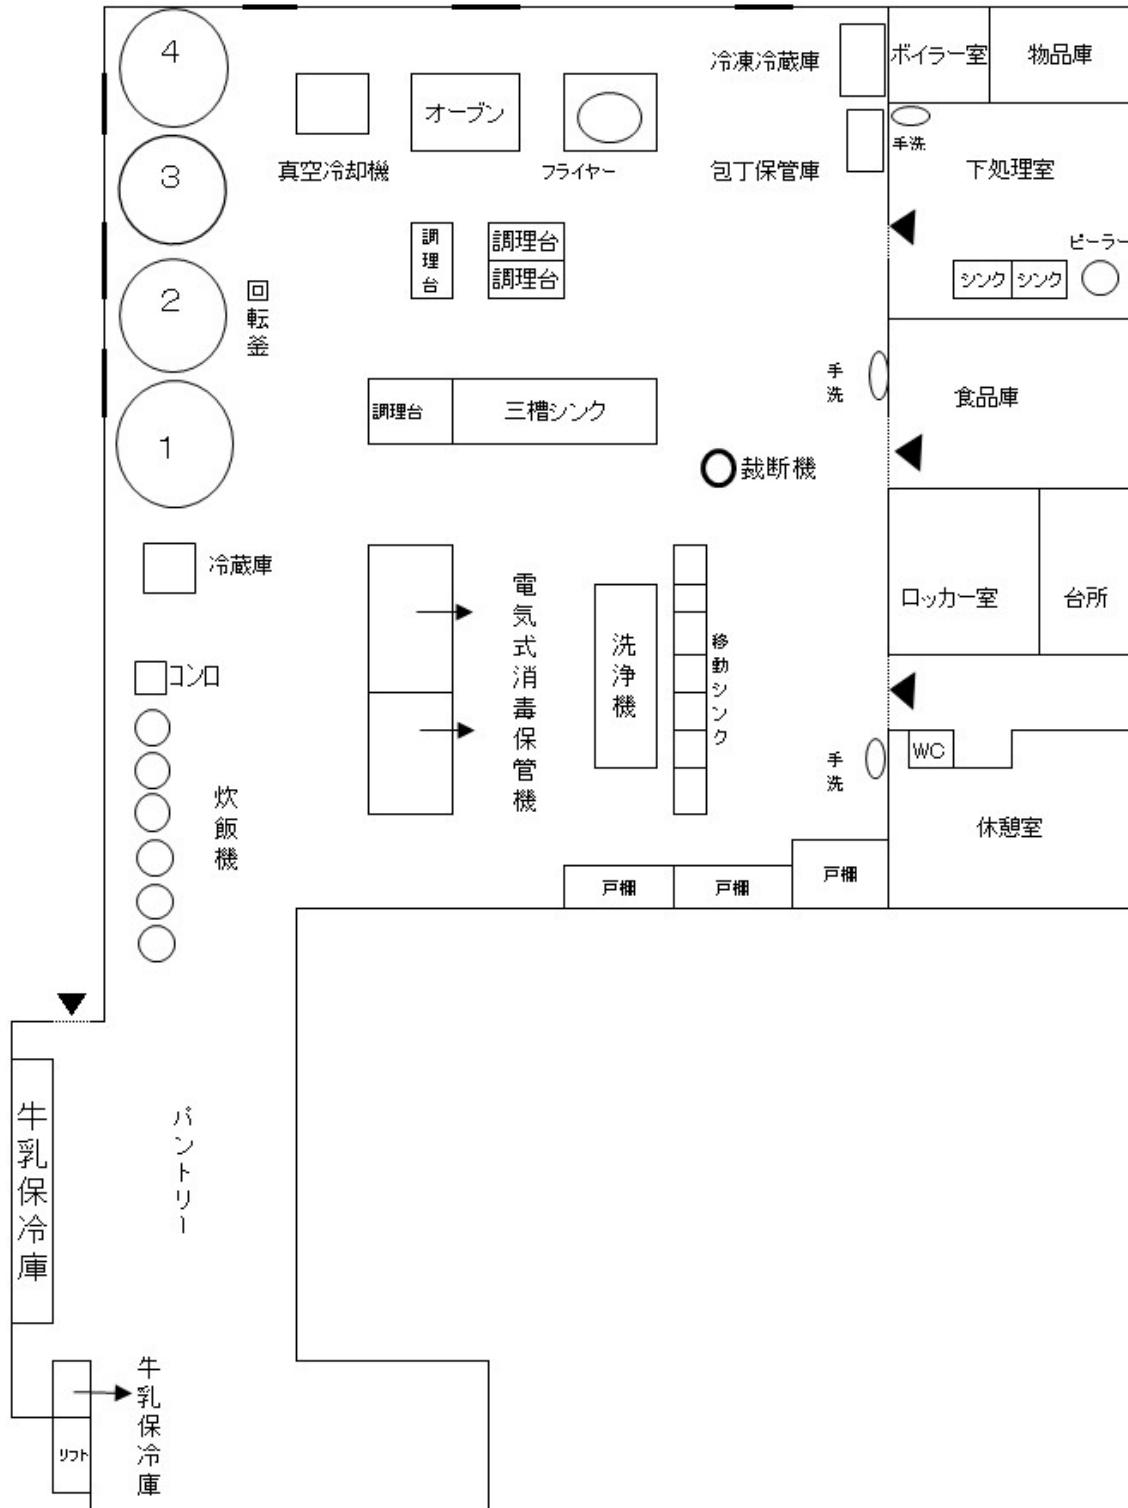 4
冷凍冷蔵庫
ボイラー室
物品庫
オーブン
手洗
真空冷却機
フライヤー
包丁保管庫
下処理室
3
調理台
調理台
調理台
ピーラー
シンク
シンク
2
回転釜
手洗
食品庫
調理台
三槽シンク
1
裁断機
冷蔵庫
電気式消毒保管機
洗浄機
移動シンク
ロッカー室
台所
コンロ
炊飯機
手洗
WC
休憩室
戸棚
戸棚
戸棚
牛乳保冷庫
パントリー
牛乳保冷庫
リフト